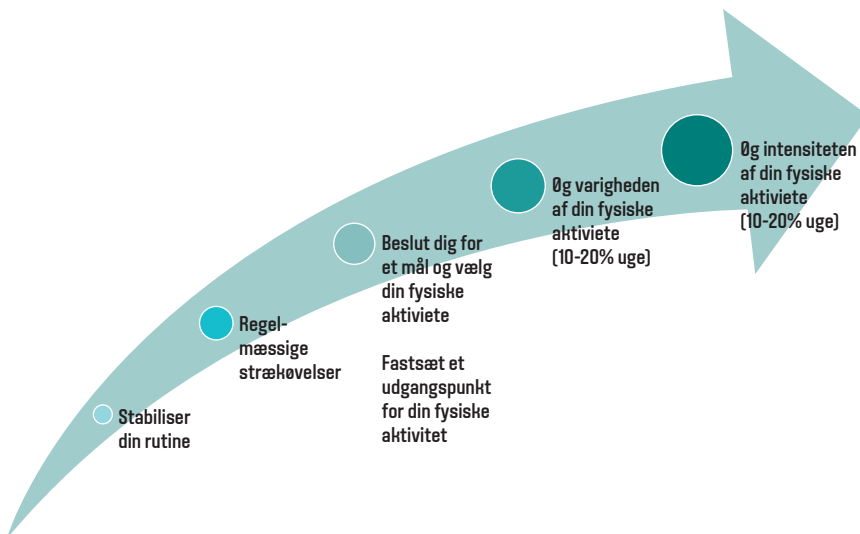 Stabiliser
din rutine
Regel-
mæssige
strækøvelser
Beslut dig for
et mål og vælg
din fysiske
aktiviete
Fastsæt et
udgangspunkt
for din fysiske
aktivitet
Øg varigheden
af din fysiske
aktiviete
(10-20% uge)
Øg intensiteten
af din fysiske
aktiviete
(10-20% uge)